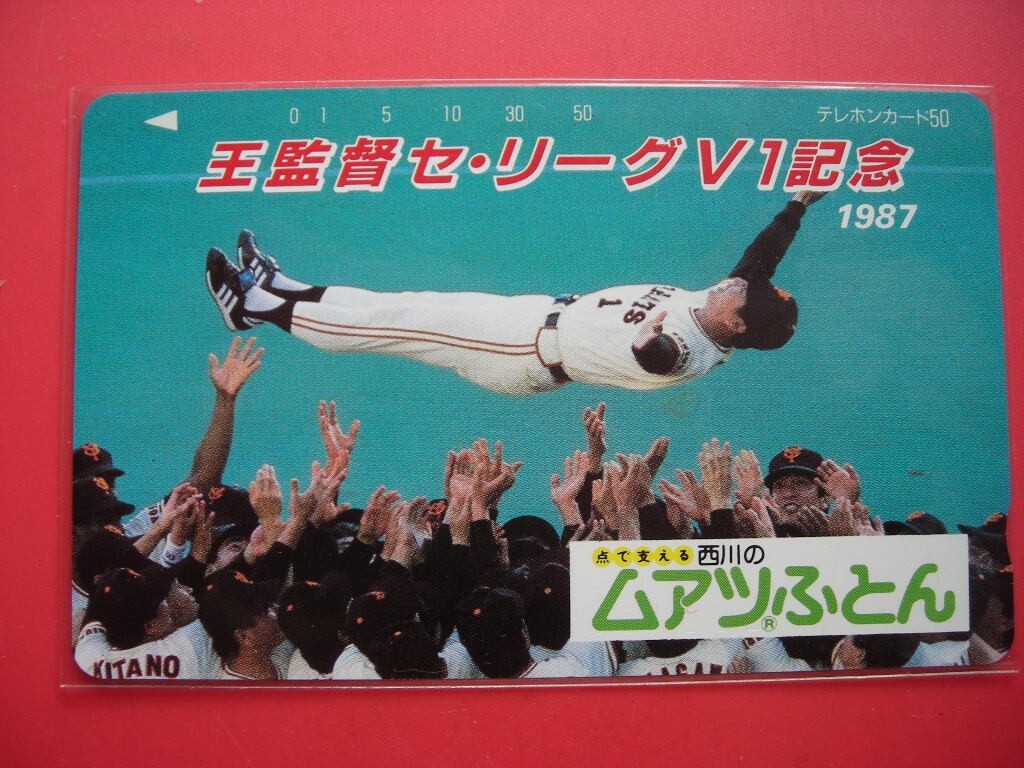 0 1 5 10 30 50 テレホンカード50
王監督セ・リーグV1記念
1987
GIANTS
1
点で支える 西川の
ムアツふとん
®
KITANO